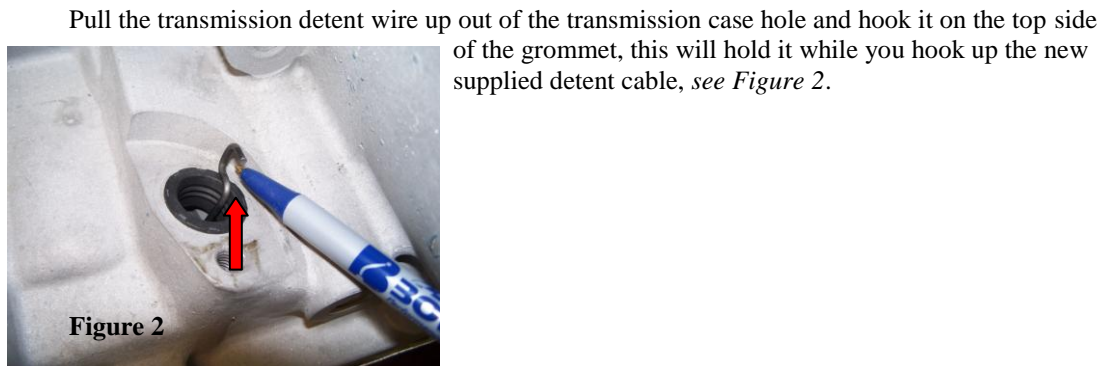 Pull the transmission detent wire up out of the transmission case hole and hook it on the top side
of the grommet, this will hold it while you hook up the new
supplied detent cable, see Figure 2.
Figure 2